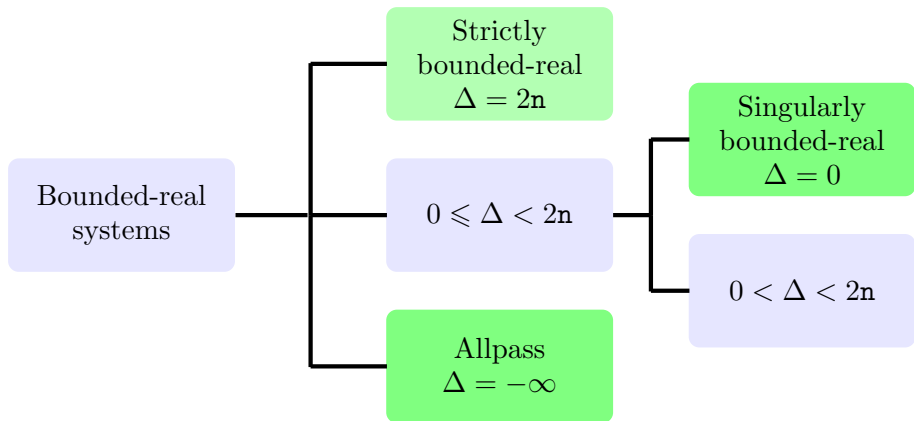 Strictly
bounded-real
Δ = 2n
Singularly
bounded-real
Δ = 0
Bounded-real
systems
0 ⩽ Δ < 2n
0 < Δ < 2n
Allpass
Δ = −∞